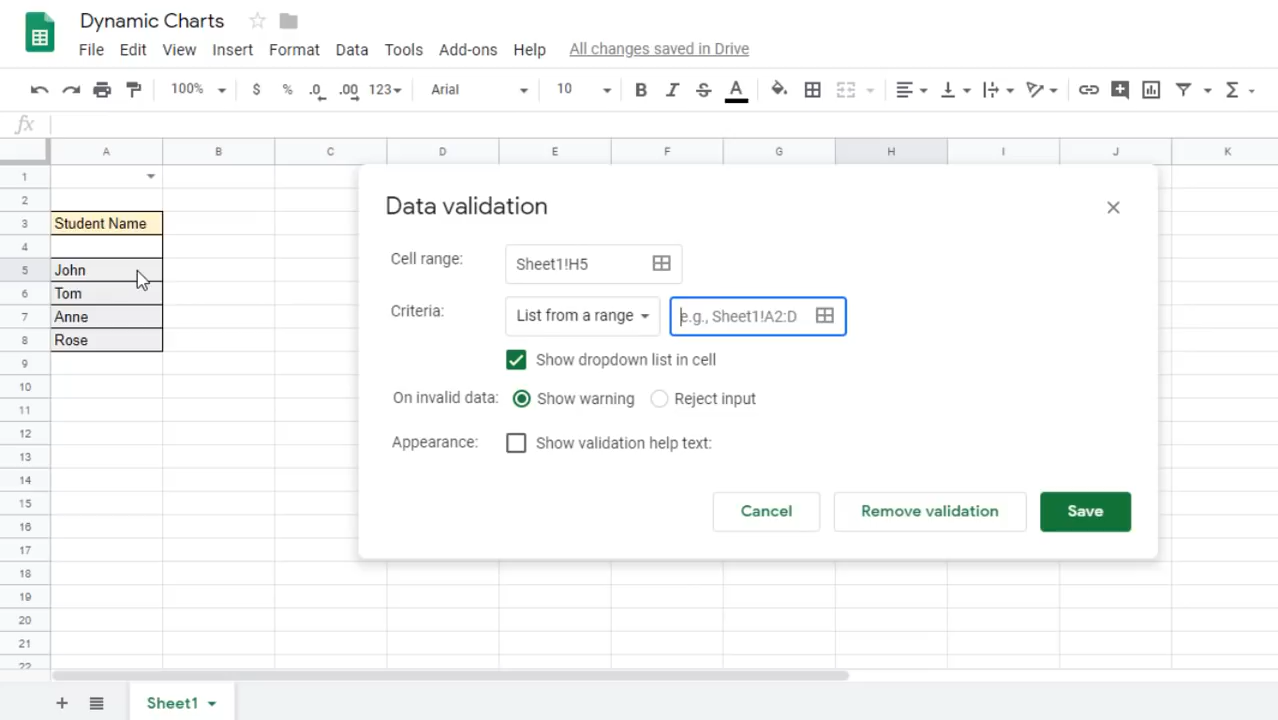 Dynamic Charts
File Edit View Insert Format Data Tools Add-ons Help All changes saved in Drive
100% $ % .0 .00 123 Arial 10 B I S A Σ
fx
A B C D E F G H I J K
1
2
3 Student Name
4
5 John
6 Tom
7 Anne
8 Rose
9
10
11
12
13
14
15
16
17
18
19
20
21
22
Data validation
Cell range: Sheet1!H5
Criteria: List from a range e.g., Sheet1!A2:D
Show dropdown list in cell
On invalid data: Show warning Reject input
Appearance: Show validation help text:
Cancel Remove validation Save
Sheet1